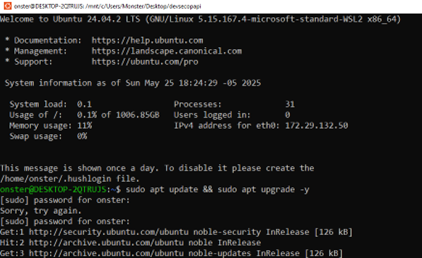 onster@DESKTOP-2QTRUJS: /mnt/c/Users/Monster/Desktop/devsecopapi
Welcome to Ubuntu 24.04.2 LTS (GNU/Linux 5.15.167.4-microsoft-standard-WSL2 x86_64)
* Documentation: https://help.ubuntu.com
* Management: https://landscape.canonical.com
* Support: https://ubuntu.com/pro
System information as of Sun May 25 18:24:29 -05 2025
System load: 0.1 Processes: 31
Usage of /: 0.1% of 1006.85GB Users logged in: 0
Memory usage: 11% IPv4 address for eth0: 172.29.132.50
Swap usage: 0%
This message is shown once a day. To disable it please create the
/home/onster/.hushlogin file.
onster@DESKTOP-2QTRUJS:~$ sudo apt update && sudo apt upgrade -y
[sudo] password for onster:
Sorry, try again.
[sudo] password for onster:
Get:1 http://security.ubuntu.com/ubuntu noble-security InRelease [126 kB]
Hit:2 http://archive.ubuntu.com/ubuntu noble InRelease
Get:3 http://archive.ubuntu.com/ubuntu noble-updates InRelease [126 kB]